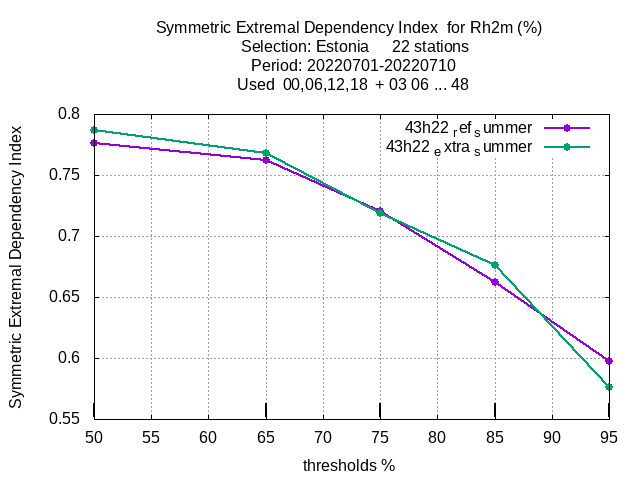 Symmetric Extremal Dependency Index for Rh2m (%)
Selection: Estonia 22 stations
Period: 20220701-20220710
Used 00,06,12,18 + 03 06 ... 48
43h22 ref summer
43h22 extra summer
Symmetric Extremal Dependency Index
0.8
0.75
0.7
0.65
0.6
0.55
50 55 60 65 70 75 80 85 90 95
thresholds %